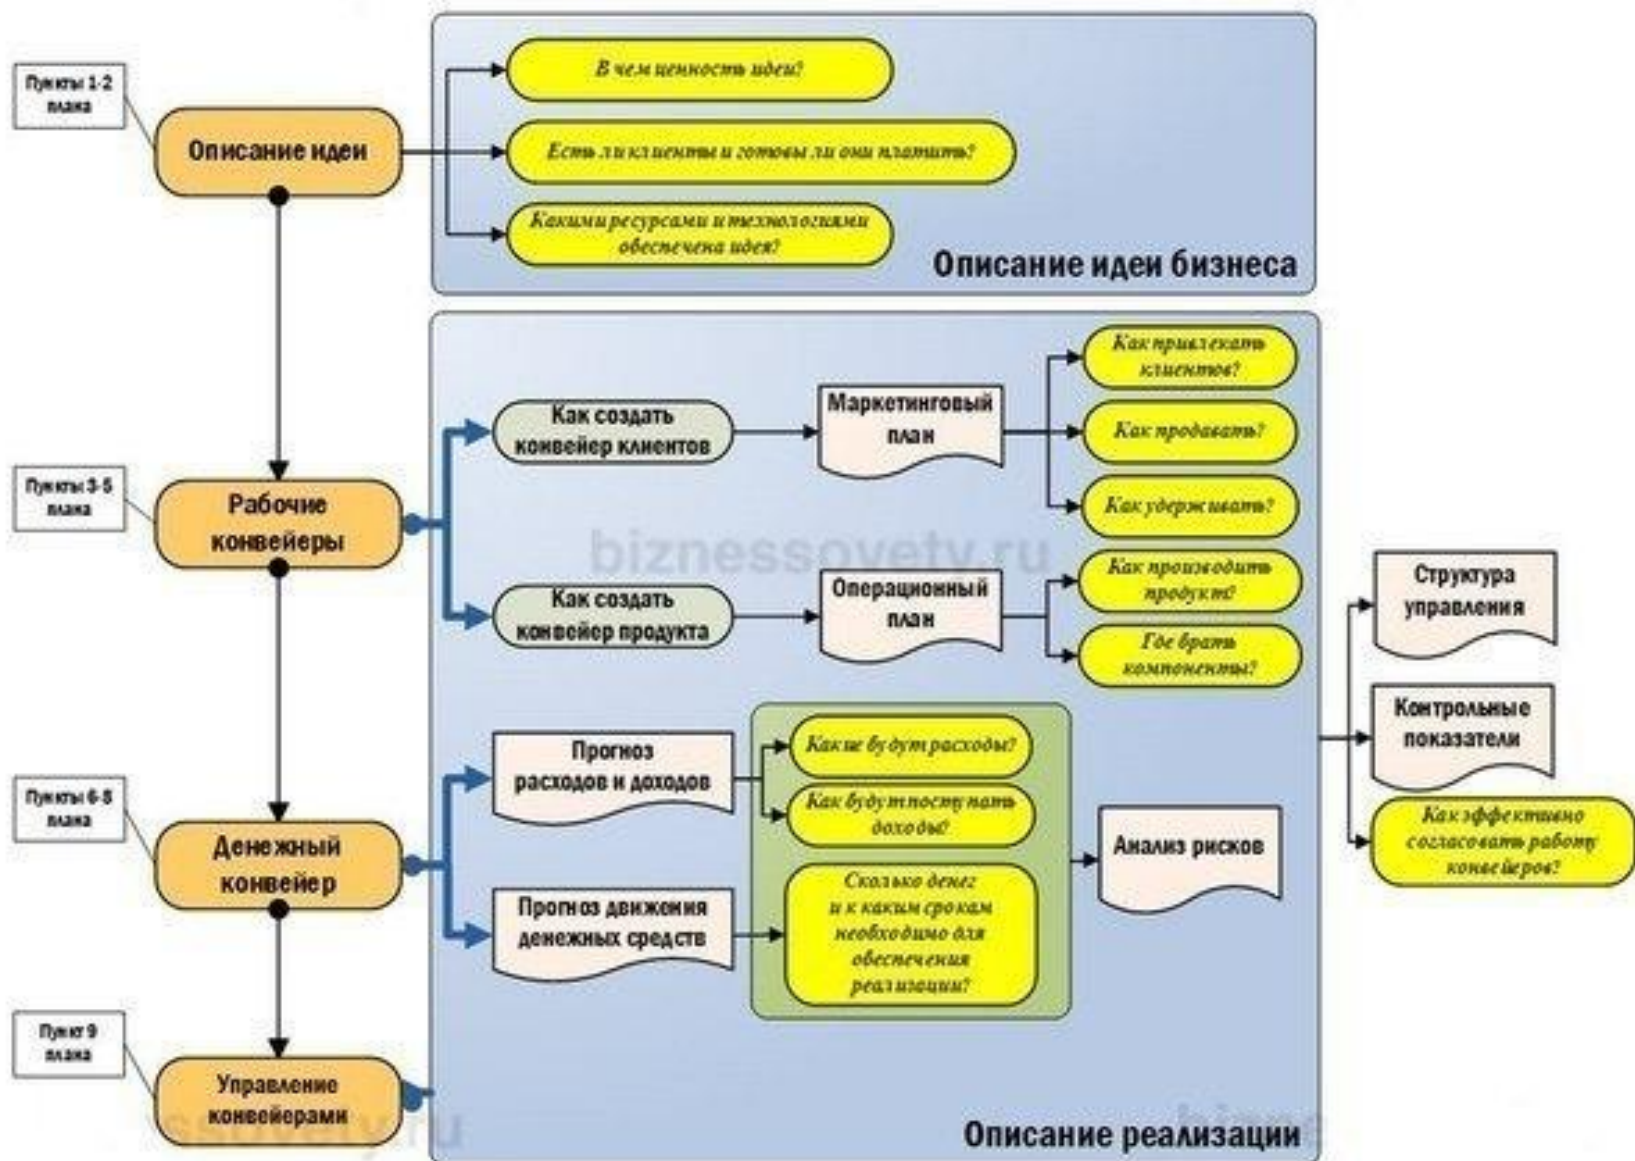 Пункты 1-2
плана
Описание идеи
В чем ценность идеи?
Есть ли клиенты и готовы ли они платить?
Какими ресурсами и технологиями
обеспечена идея?
Описание идеи бизнеса
Пункты 3-5
плана
Рабочие
конвейеры
Как создать
конвейер клиентов
Маркетинговый
план
Как привлекать
клиентов?
Как продавать?
Как удерживать?
biznessovety.ru
Как создать
конвейер продукта
Операционный
план
Как производить
продукт?
Где брать
компоненты?
Структура
управления
Контрольные
показатели
Как эффективно
согласовать работу
конвейеров?
Пункты 6-8
плана
Денежный
конвейер
Прогноз
расходов и доходов
Какие будут расходы?
Как будут поступать
доходы?
Прогноз движения
денежных средств
Сколько денег
и к каким срокам
необходимо для
обеспечения
реализации?
Анализ рисков
Пункт 9
плана
Управление
конвейерами
ssovety.ru
bizne
Описание реализации